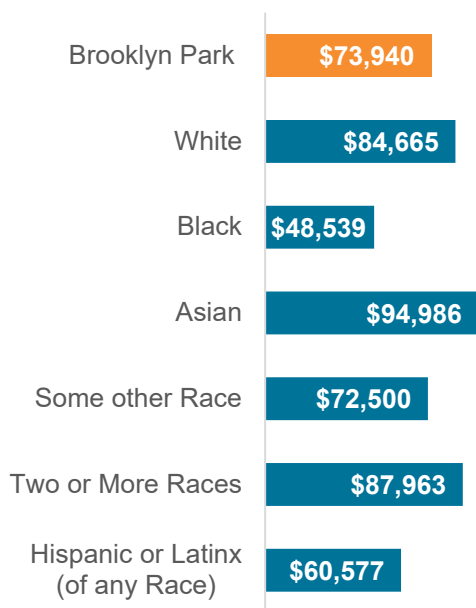 Brooklyn Park $73,940
White $84,665
Black $48,539
Asian $94,986
Some other Race $72,500
Two or More Races $87,963
Hispanic or Latinx
(of any Race) $60,577